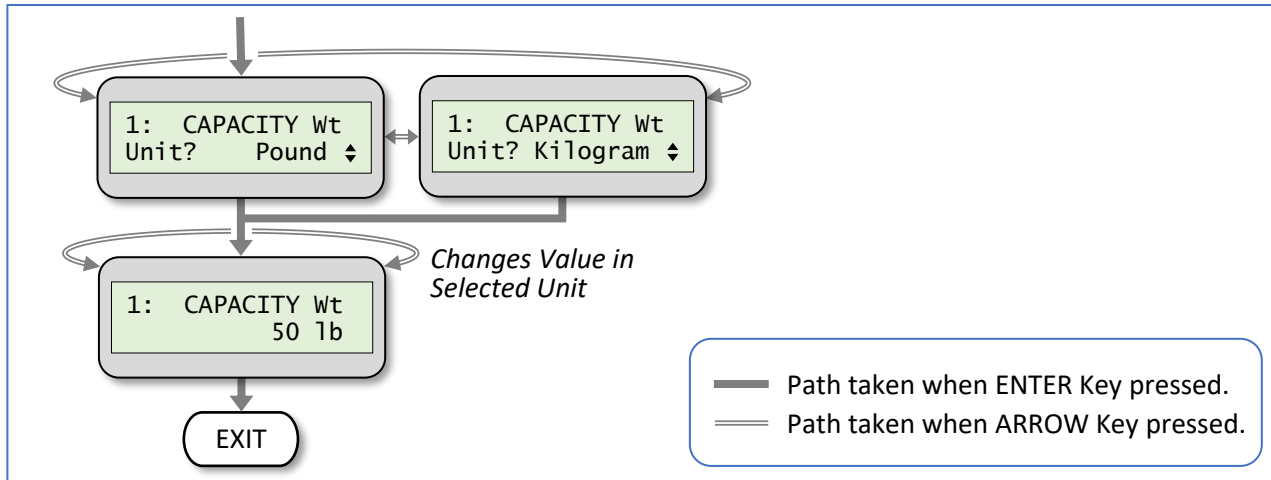 1:  CAPACITY Wt
Unit?    Pound
1:  CAPACITY Wt
Unit? Kilogram
Changes Value in
Selected Unit
1:  CAPACITY Wt
50 lb
EXIT
Path taken when ENTER Key pressed.
Path taken when ARROW Key pressed.